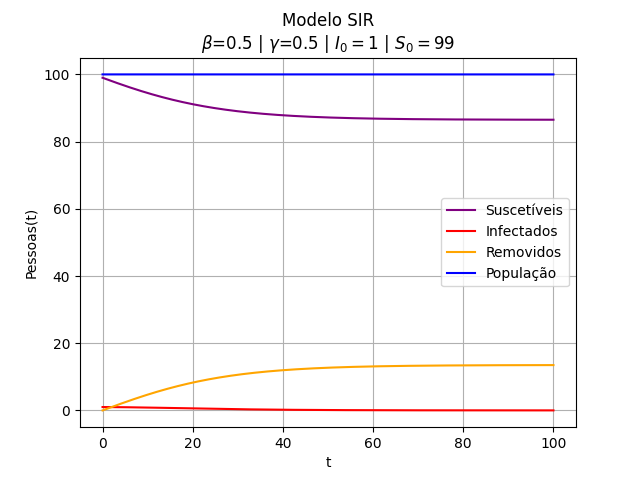 Modelo SIR
β=0.5 | γ=0.5 | I₀ = 1 | S₀ = 99
Pessoas(t)
100
80
60
40
20
0
Suscetíveis
Infectados
Removidos
População
0 20 40 60 80 100
t